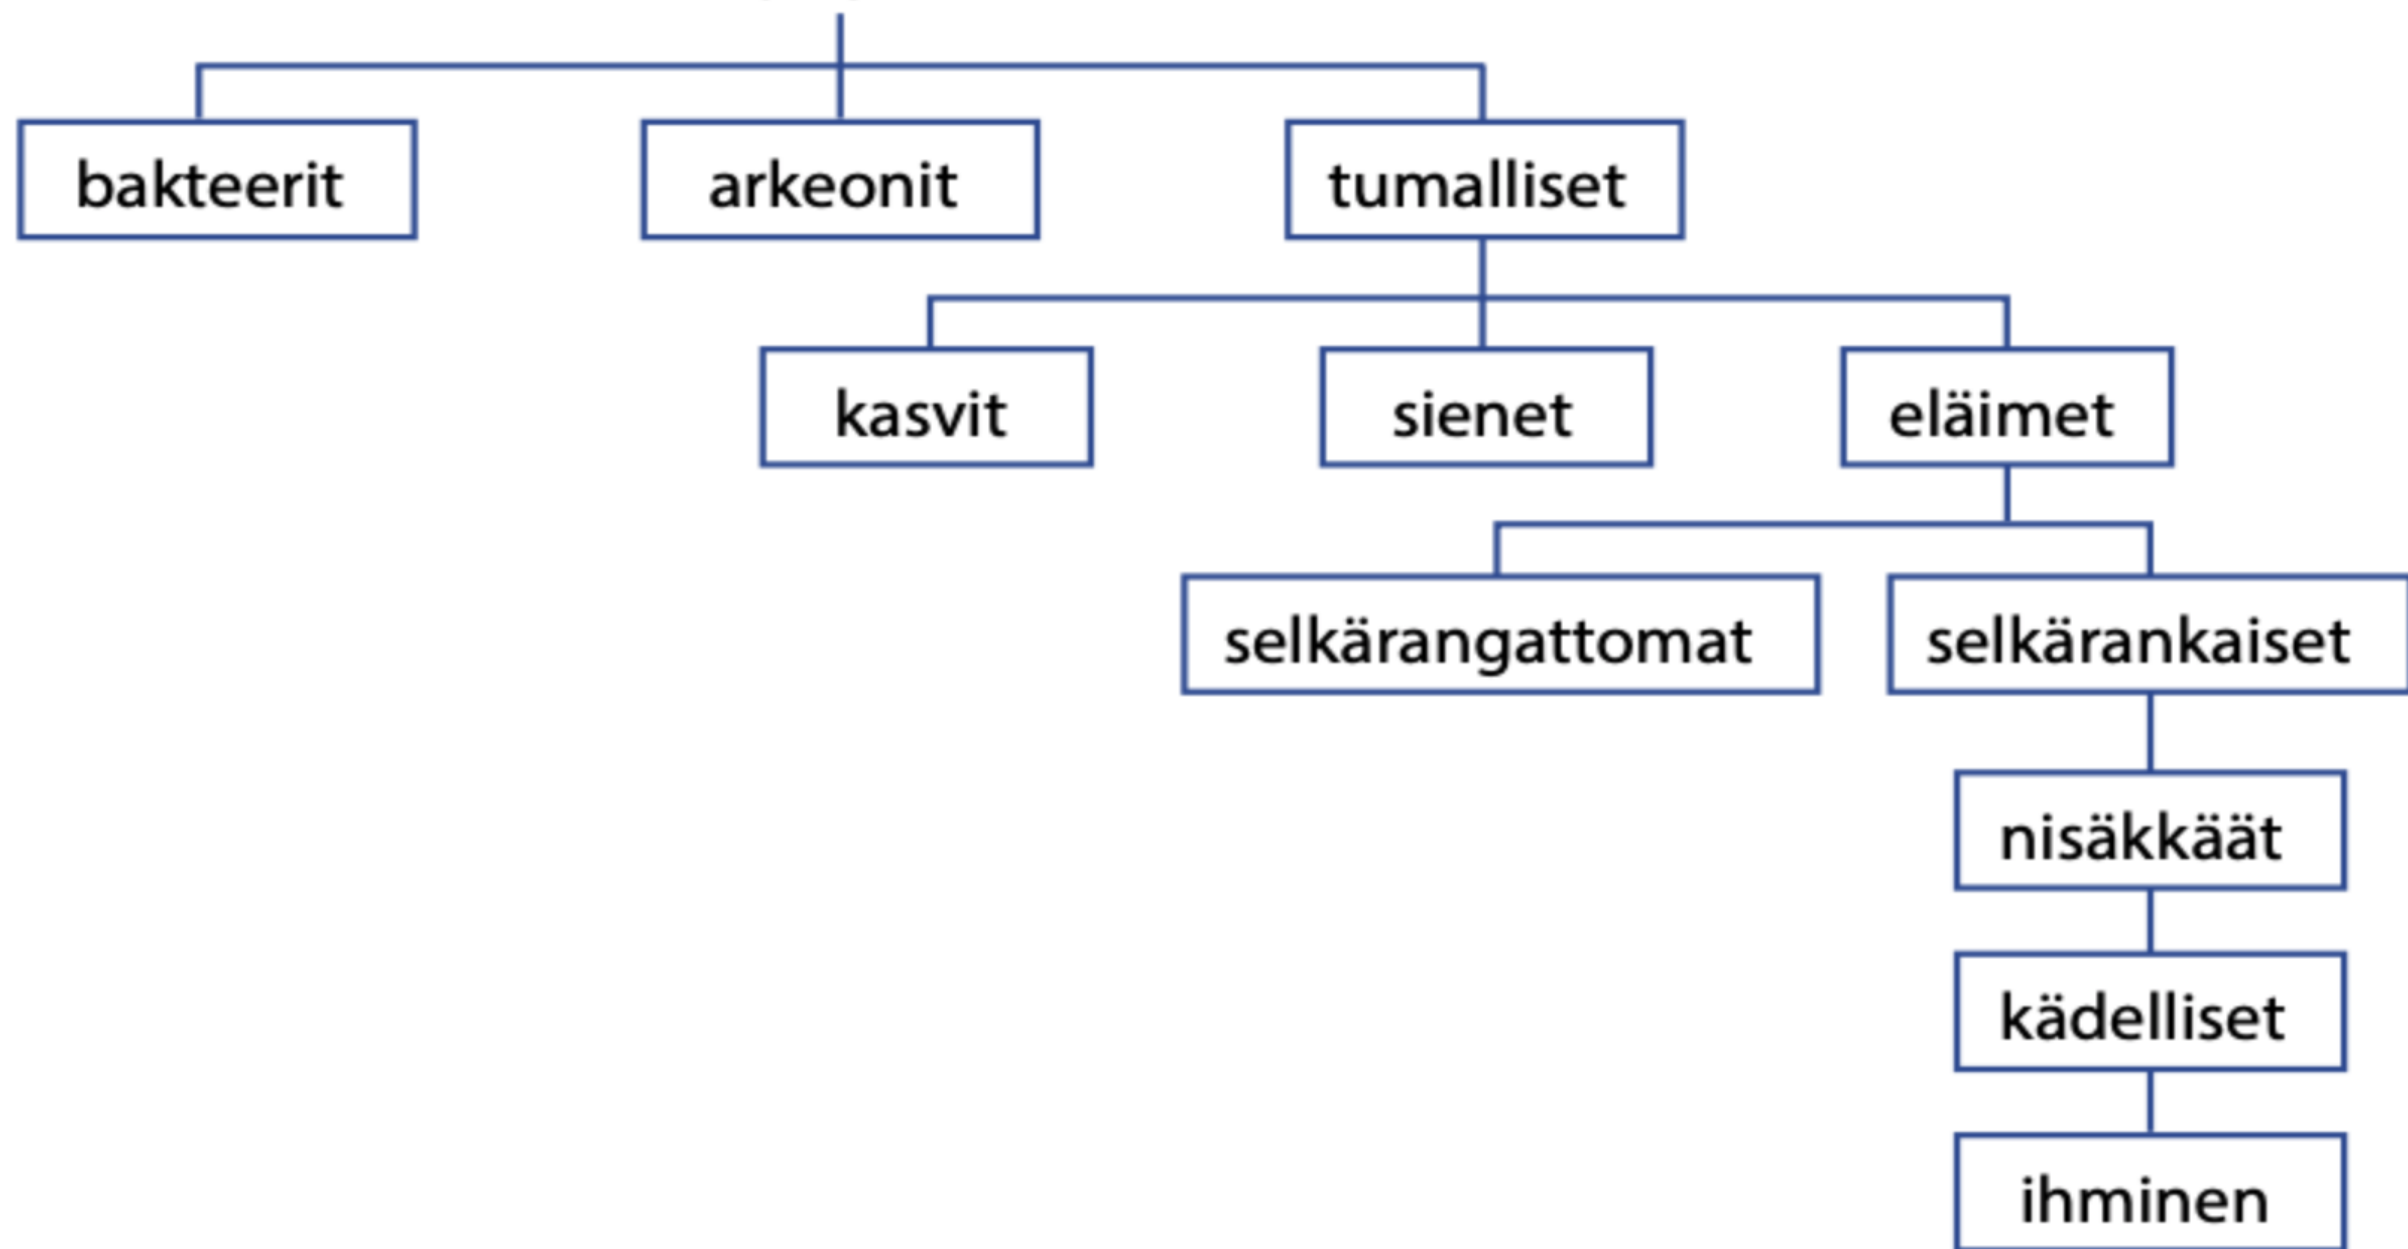 bakteerit
arkeonit
tumalliset
kasvit
sienet
eläimet
selkärangattomat
selkärankaiset
nisäkkäät
kädelliset
ihminen